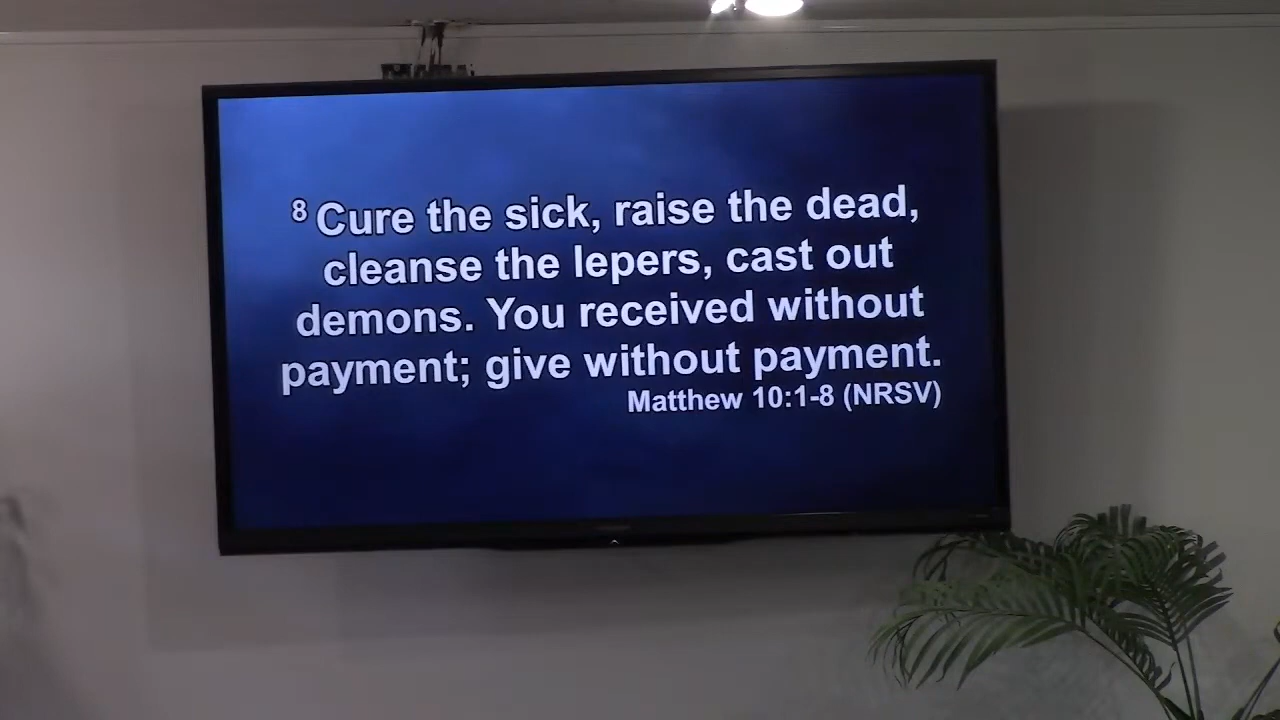 8 Cure the sick, raise the dead,
cleanse the lepers, cast out
demons. You received without
payment; give without payment.
Matthew 10:1-8 (NRSV)